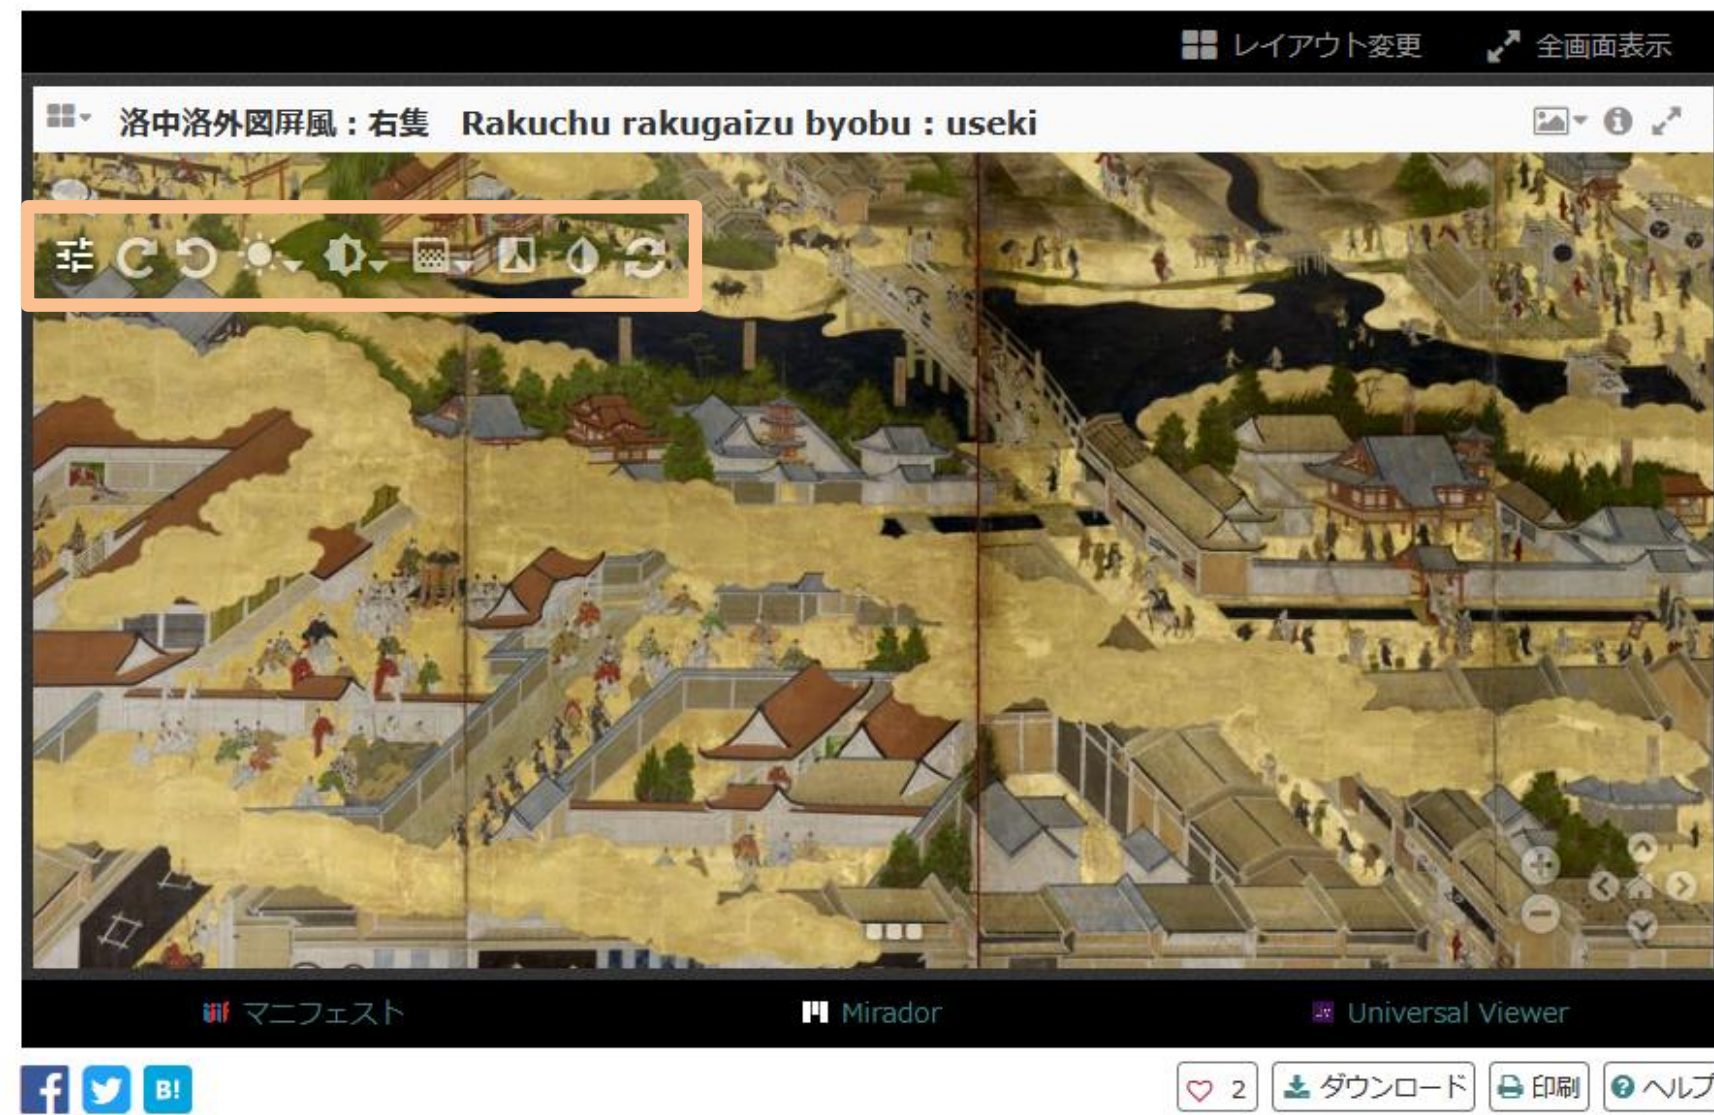 レイアウト変更
全画面表示
洛中洛外図屏風：右隻　Rakuchu rakugaizu byobu : useki
iiif マニフェスト
Mirador
Universal Viewer
B!
2
ダウンロード
印刷
ヘルプ